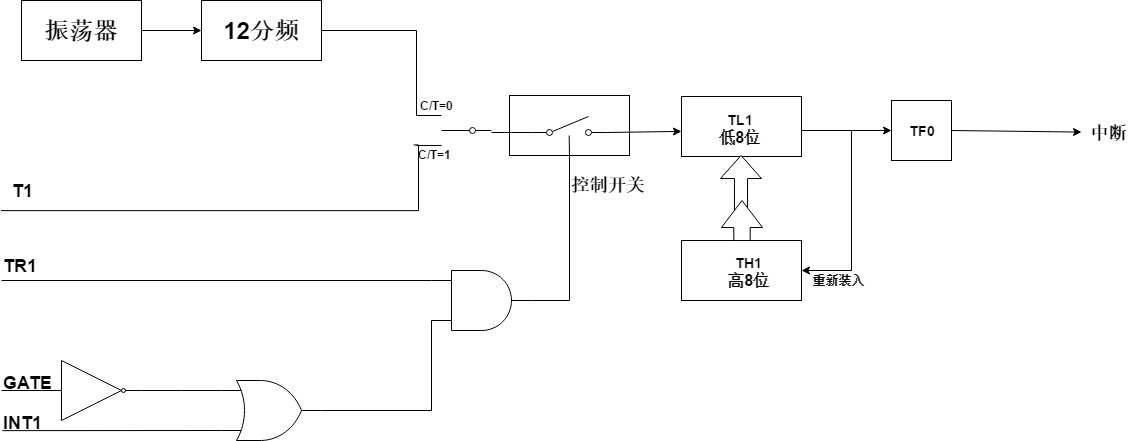 振荡器
12分频
C/T=0
C/T=1
T1
控制开关
TL1
低8位
TF0
中断
TR1
TH1
高8位
重新装入
GATE
INT1